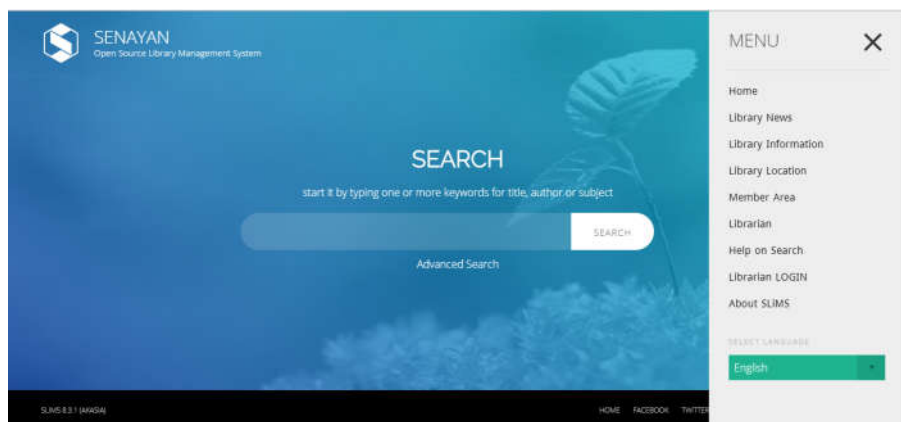 SENAYAN
Open Source Library Management System
SEARCH
start it by typing one or more keywords for title, author or subject
SEARCH
Advanced Search
MENU
Home
Library News
Library Information
Library Location
Member Area
Librarian
Help on Search
Librarian LOGIN
About SLiMS
SELECT LANGUAGE
English
SLIMS 8.3.1 (AKASIA)
HOME FACEBOOK TWITTER